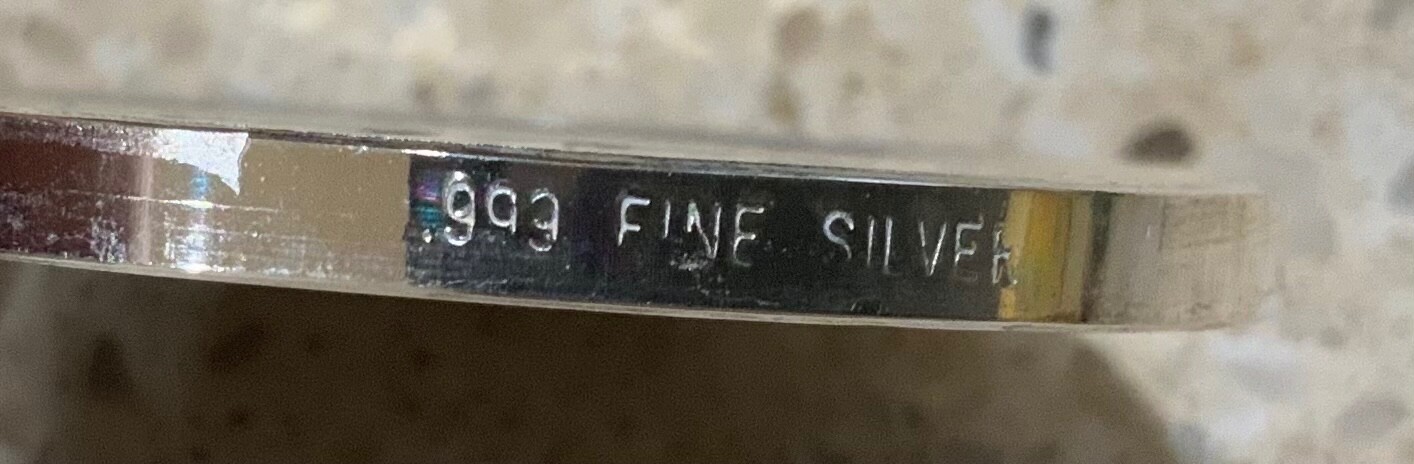 .999 FINE SILVER